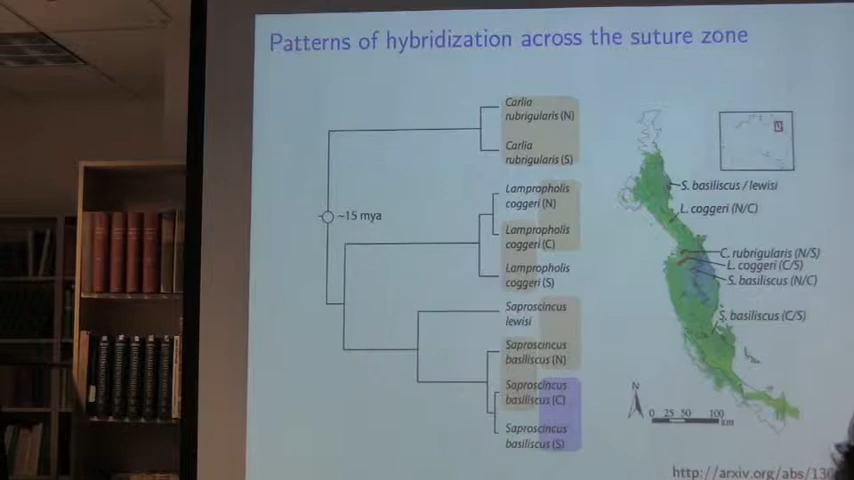 Patterns of hybridization across the suture zone
Carlia
rubrigularis (N)
Carlia
rubrigularis (S)
~15 mya
Lampropholis
coggeri (N)
Lampropholis
coggeri (C)
Lampropholis
coggeri (S)
Saproscincus
lewisi
Saproscincus
basiliscus (N)
Saproscincus
basiliscus (C)
Saproscincus
basiliscus (S)
S. basiliscus / lewisi
L. coggeri (N/C)
C. rubrigularis (N/S)
L. coggeri (C/S)
S. basiliscus (N/C)
S. basiliscus (C/S)
N
0 25 50 100
km
http://arxiv.org/abs/13